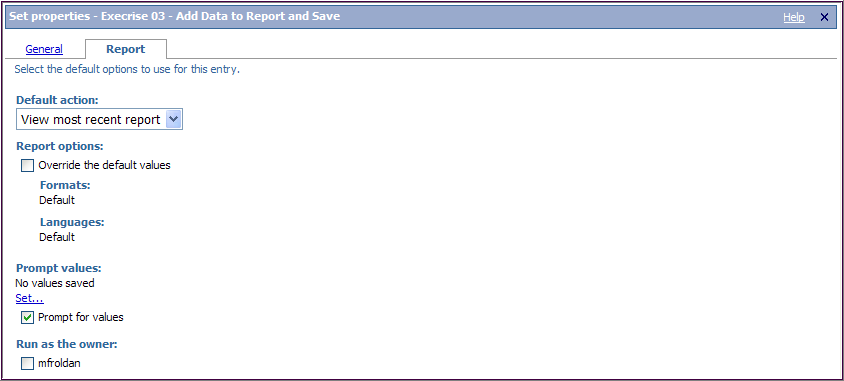 Set properties - Execrise 03 - Add Data to Report and Save
Help
General
Report
Select the default options to use for this entry.
Default action:
View most recent report
Report options:
Override the default values
Formats:
Default
Languages:
Default
Prompt values:
No values saved
Set...
Prompt for values
Run as the owner:
mfroldan